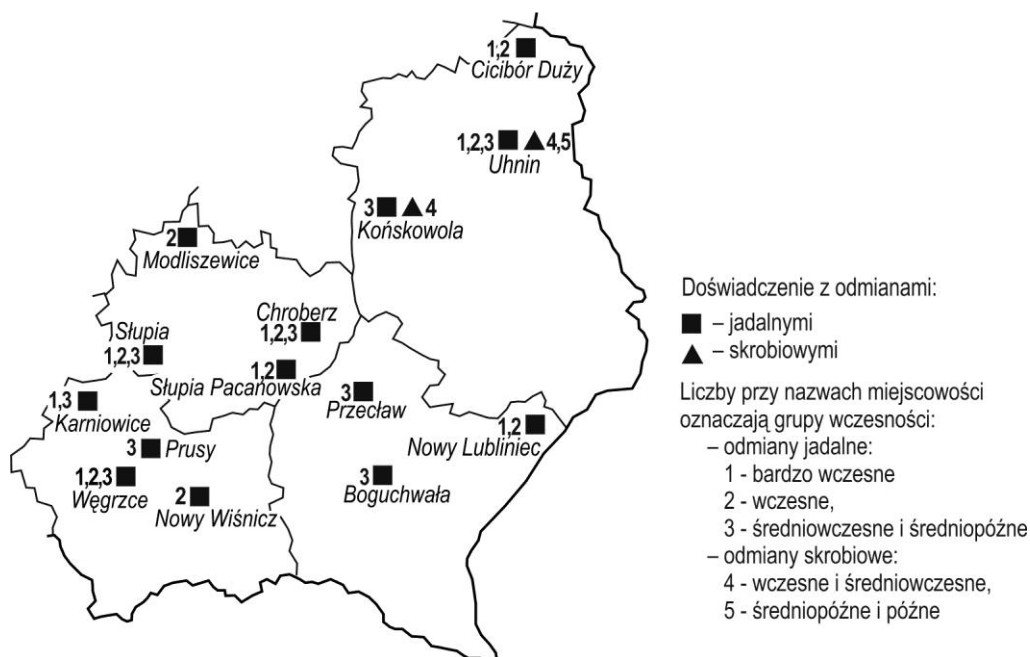 1,2
Cicibór Duży
1,2,3 4,5
Uhnin
3 4
Końskowola
2
Modliszewice
Chroberz
1,2,3
Słupia
1,2,3
1,2
Słupia Pacanowska
3
Przecław
1,3
Karniowice
1,2
Nowy Lubliniec
3 Prusy
1,2,3
Węgrzce
3
Boguchwała
2
Nowy Wiśnicz
Doświadczenie z odmianami:
– jadalnymi
– skrobiowymi
Liczby przy nazwach miejscowości
oznaczają grupy wczesności:
– odmiany jadalne:
1 - bardzo wczesne
2 - wczesne,
3 - średniowczesne i średniopóźne
– odmiany skrobiowe:
4 - wczesne i średniowczesne,
5 - średniopóźne i późne